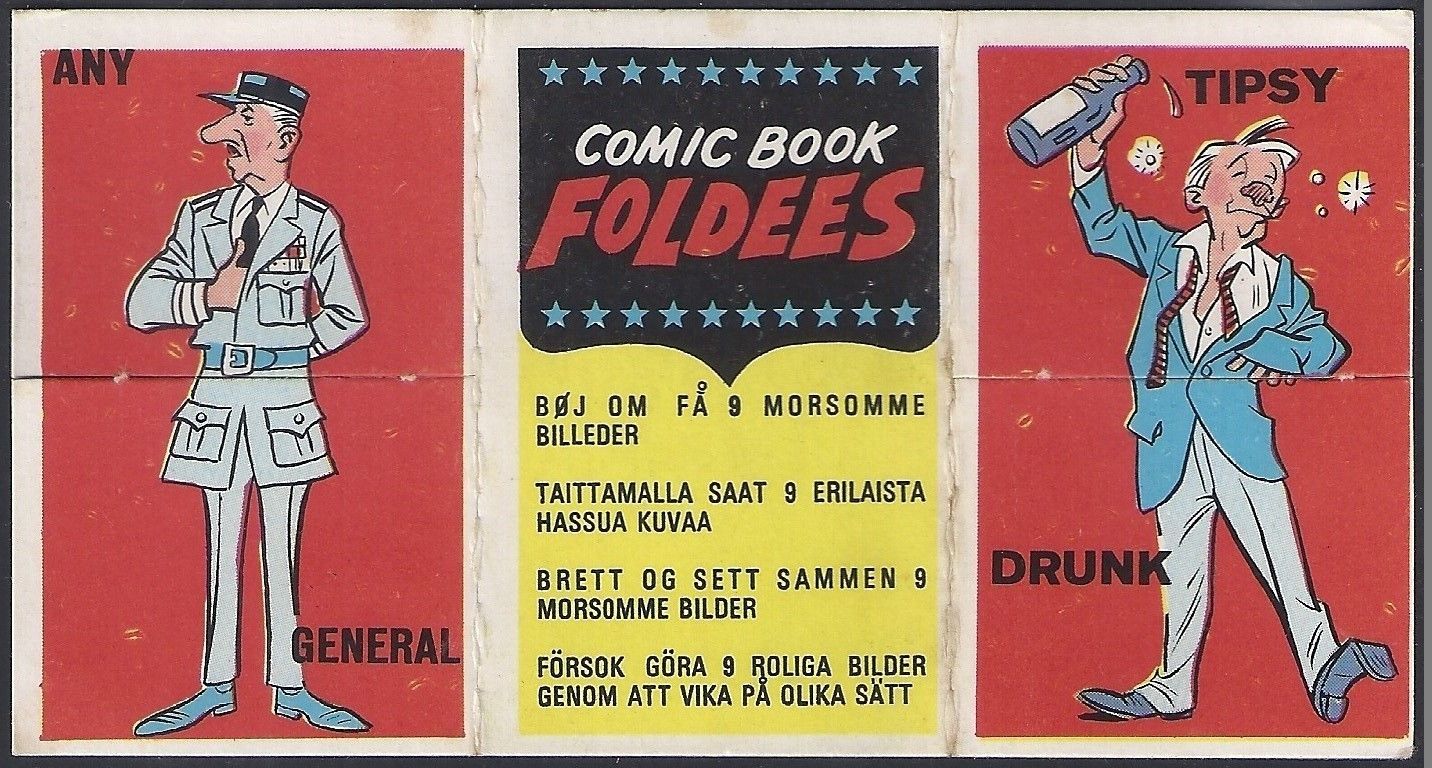 ANY
GENERAL
COMIC BOOK
FOLDEES
BØJ OM FÅ 9 MORSOMME
BILLEDER
TAITTAMALLA SAAT 9 ERILAISTA
HASSUA KUVAA
BRETT OG SETT SAMMEN 9
MORSOMME BILDER
FÖRSOK GÖRA 9 ROLIGA BILDER
GENOM ATT VIKA PÅ OLIKA SÄTT
TIPSY
DRUNK